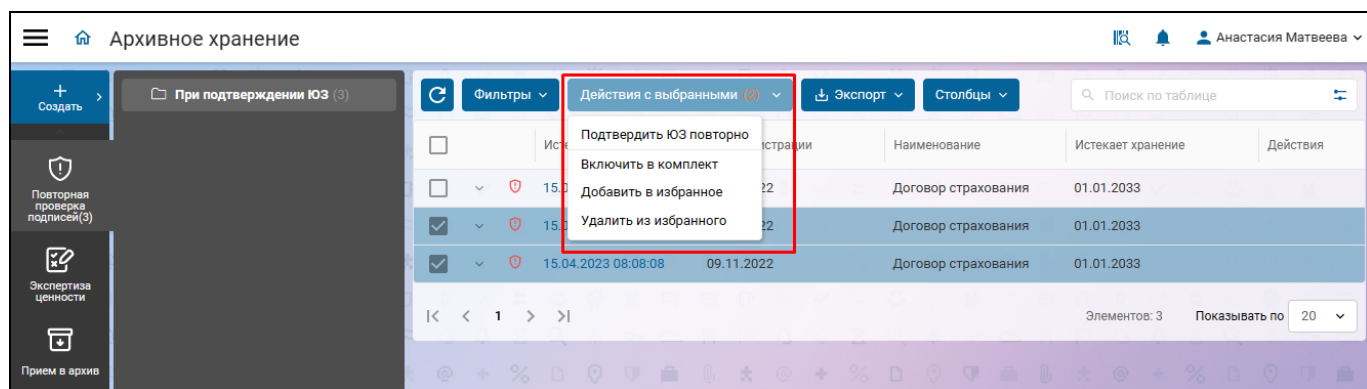 Архивное хранение
Анастасия Матвеева
+ Создать
При подтверждении ЮЗ (3)
Фильтры
Действия с выбранными (2)
Экспорт
Столбцы
Поиск по таблице
Подтвердить ЮЗ повторно
Включить в комплект
Добавить в избранное
Удалить из избранного
Наименование
Истекает хранение
Действия
Договор страхования
01.01.2033
Договор страхования
01.01.2033
15.04.2023 08:08:08
09.11.2022
Договор страхования
01.01.2033
Повторная
проверка
подписей(3)
Экспертиза
ценности
Прием в архив
1
Элементов: 3
Показывать по
20